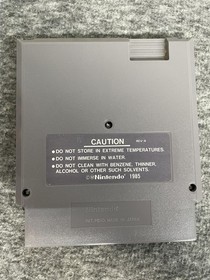 CAUTION
• DO NOT STORE IN EXTREME TEMPERATURES.
• DO NOT IMMERSE IN WATER.
• DO NOT CLEAN WITH BENZENE, THINNER,
ALCOHOL OR OTHER SUCH SOLVENTS.
©Nintendo® 1985